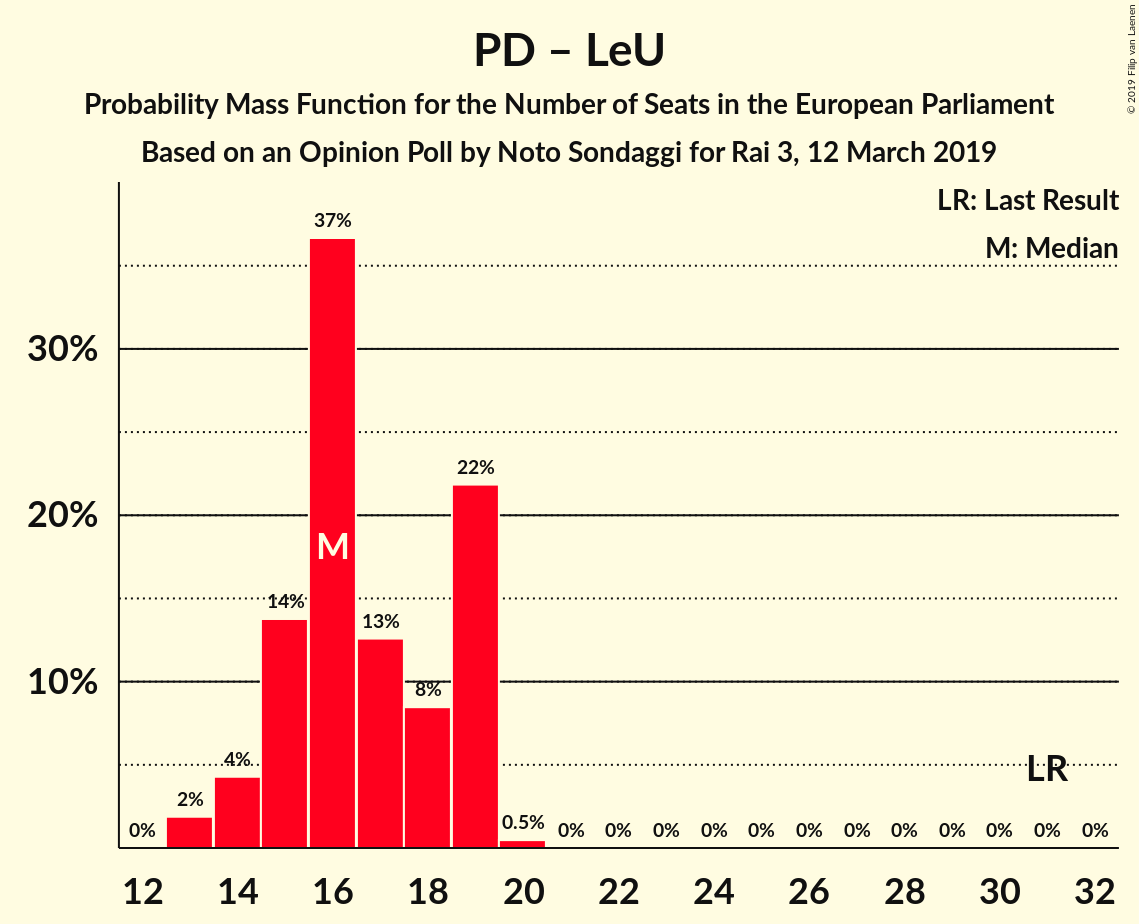 PD – LeU
Probability Mass Function for the Number of Seats in the European Parliament
Based on an Opinion Poll by Noto Sondaggi for Rai 3, 12 March 2019
© 2019 Filip van Laenen
LR: Last Result
M: Median
37%
30%
22%
20%
M
14%
13%
10%
8%
4%
LR
2%
0%
0.5%
0%
0%
0%
0%
0%
0%
0%
0%
0%
0%
0%
0%
12 14 16 18 20 22 24 26 28 30 32